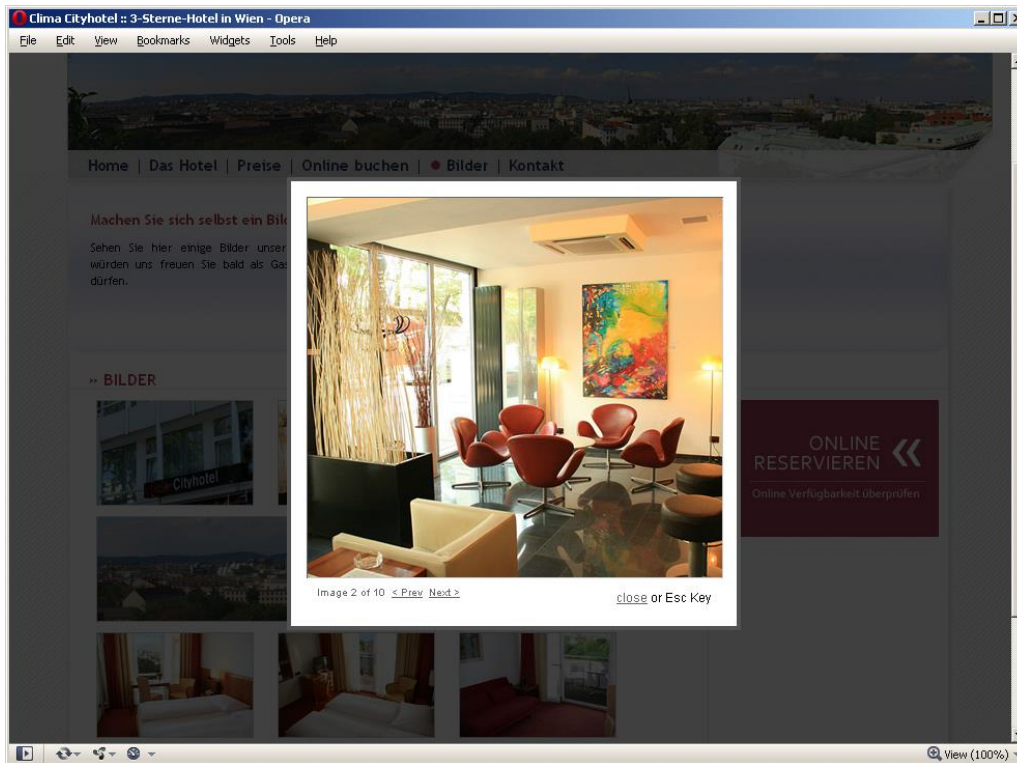 Clima Cityhotel :: 3-Sterne-Hotel in Wien - Opera
File Edit View Bookmarks Widgets Tools Help
Home | Das Hotel | Preise | Online buchen | Bilder | Kontakt
Machen Sie sich selbst ein Bild
Sehen Sie hier einige Bilder unser
würden uns freuen Sie bald als Gas
dürfen.
» BILDER
Cityhotel
ONLINE
RESERVIEREN
Online Verfügbarkeit überprüfen
Image 2 of 10 < Prev Next >
close or Esc Key
View (100%)